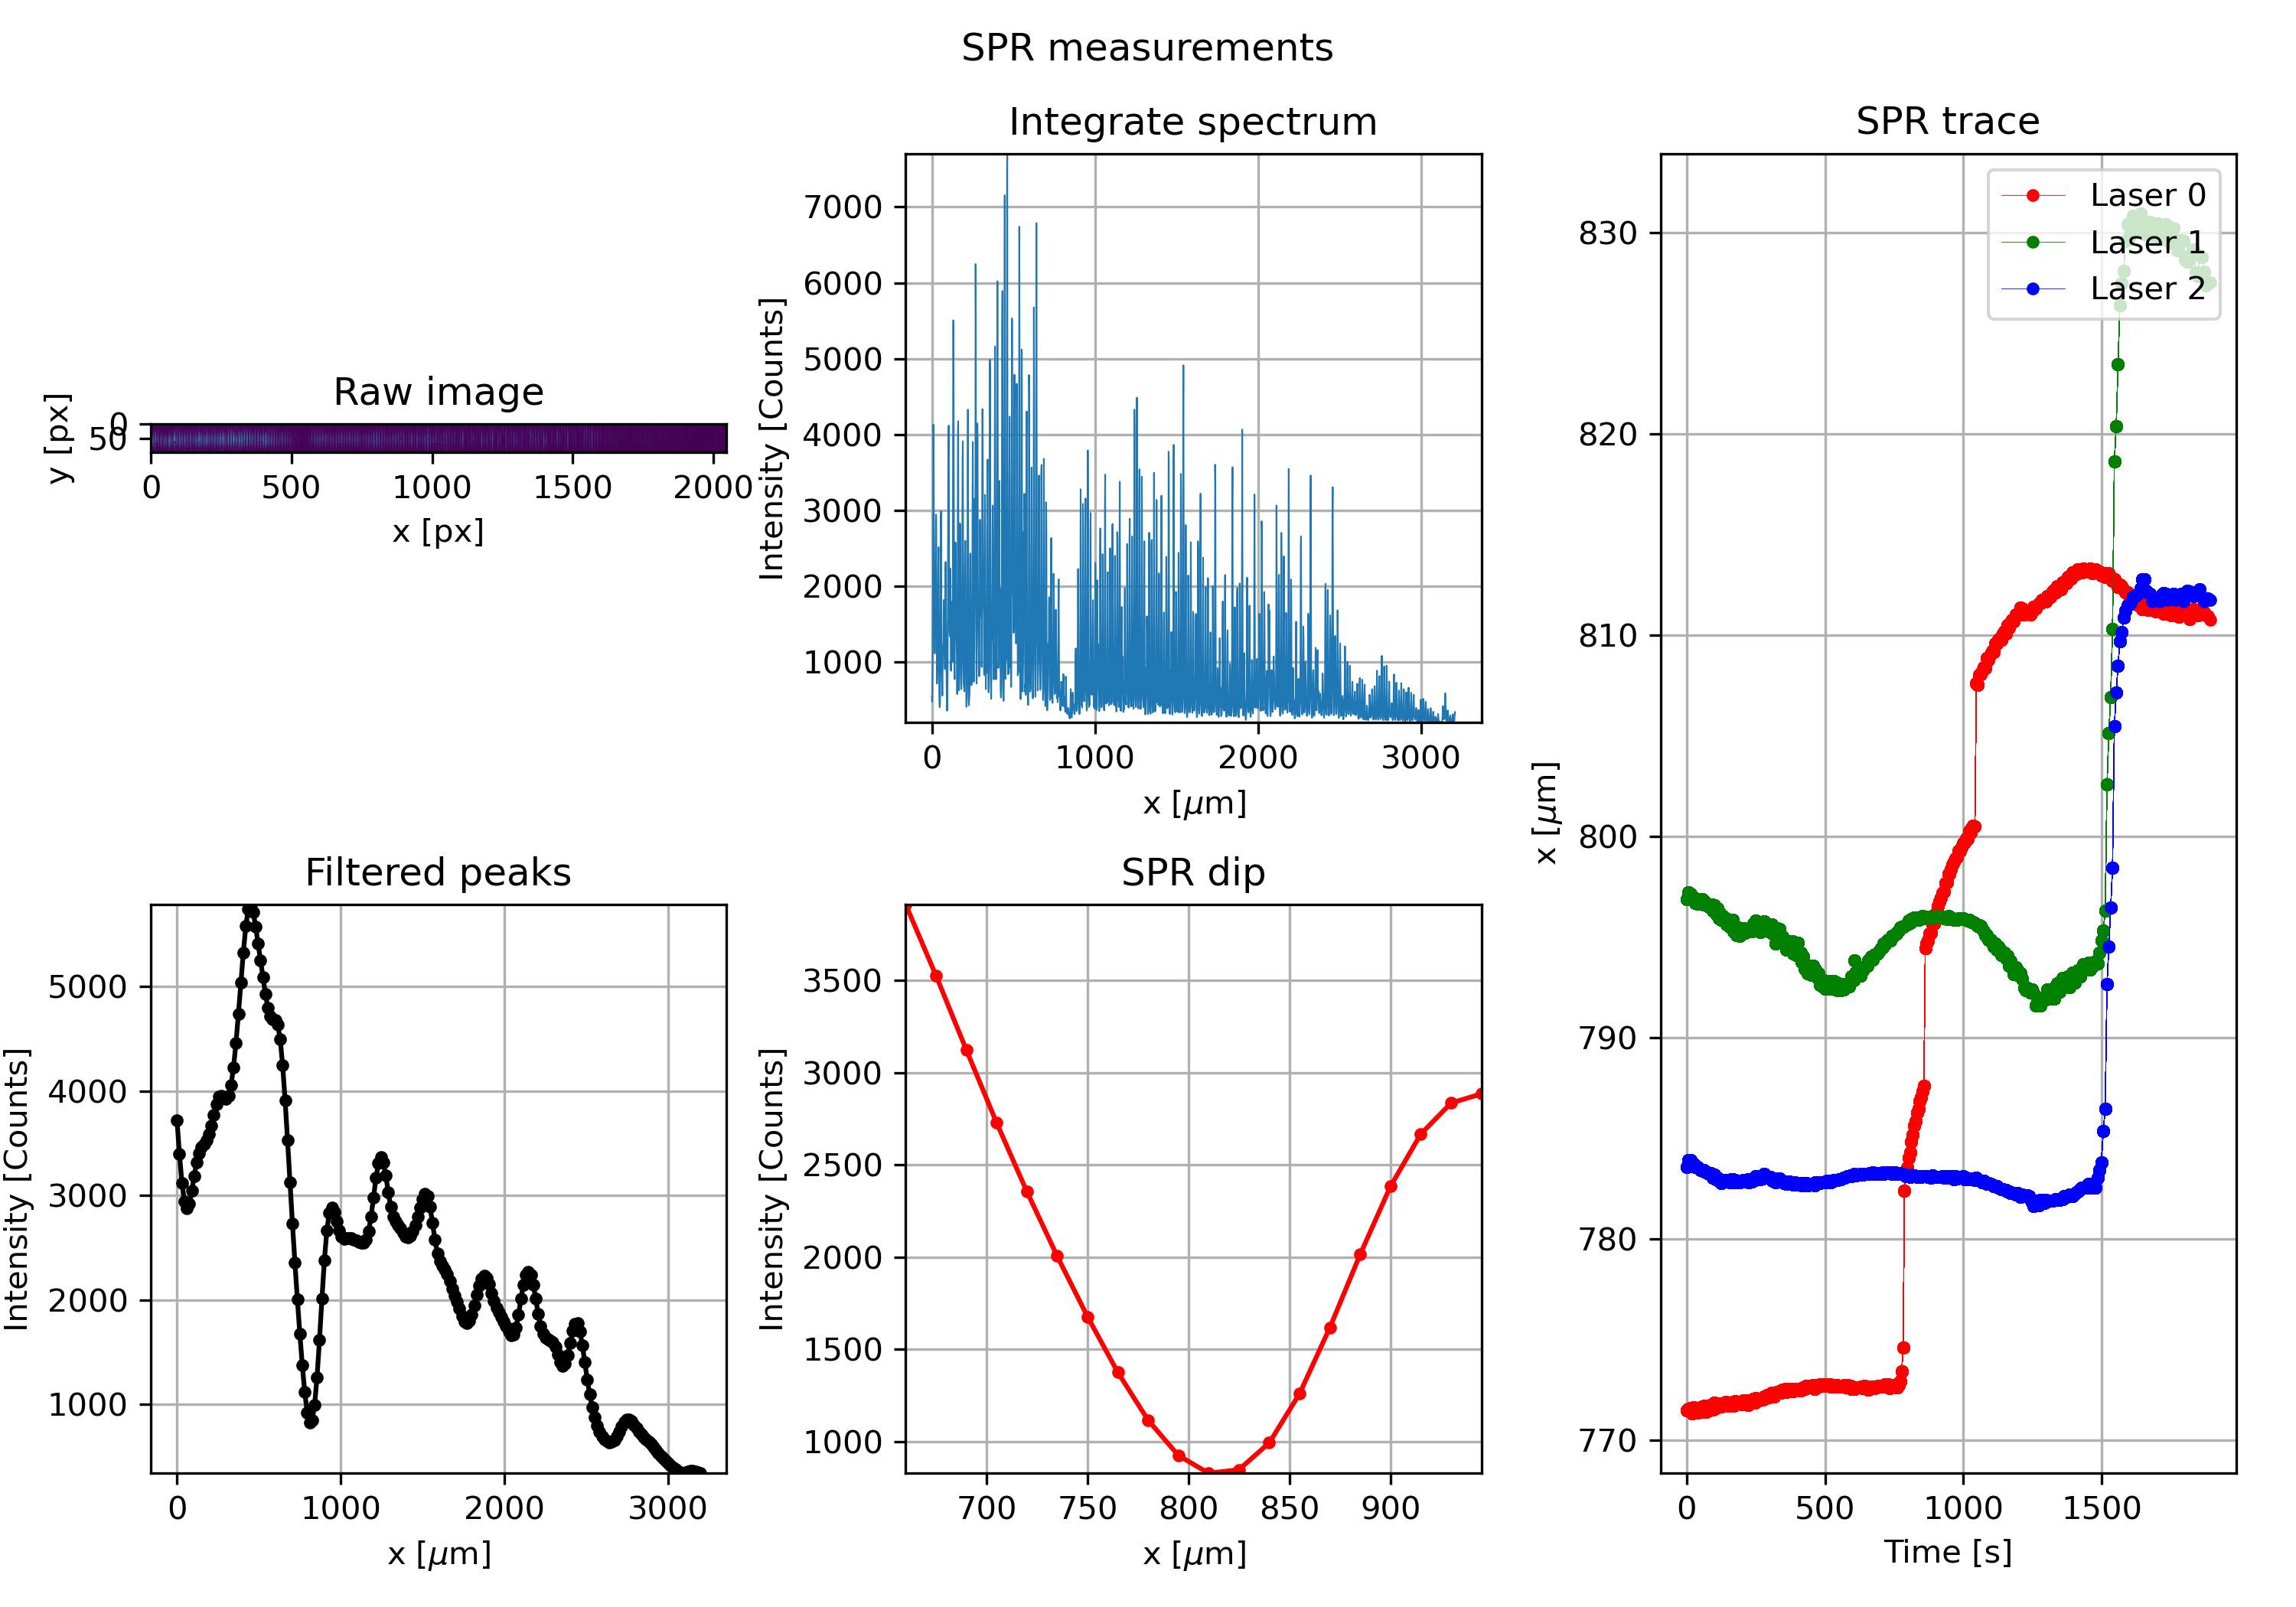 SPR measurements
Raw image
y [px]
0
50
0 500 1000 1500 2000
x [px]
Integrate spectrum
Intensity [Counts]
7000
6000
5000
4000
3000
2000
1000
0 1000 2000 3000
x [μm]
Filtered peaks
Intensity [Counts]
5000
4000
3000
2000
1000
0 1000 2000 3000
x [μm]
SPR dip
Intensity [Counts]
3500
3000
2500
2000
1500
1000
700 750 800 850 900
x [μm]
SPR trace
Laser 0
Laser 1
Laser 2
x [μm]
830
820
810
800
790
780
770
0 500 1000 1500
Time [s]